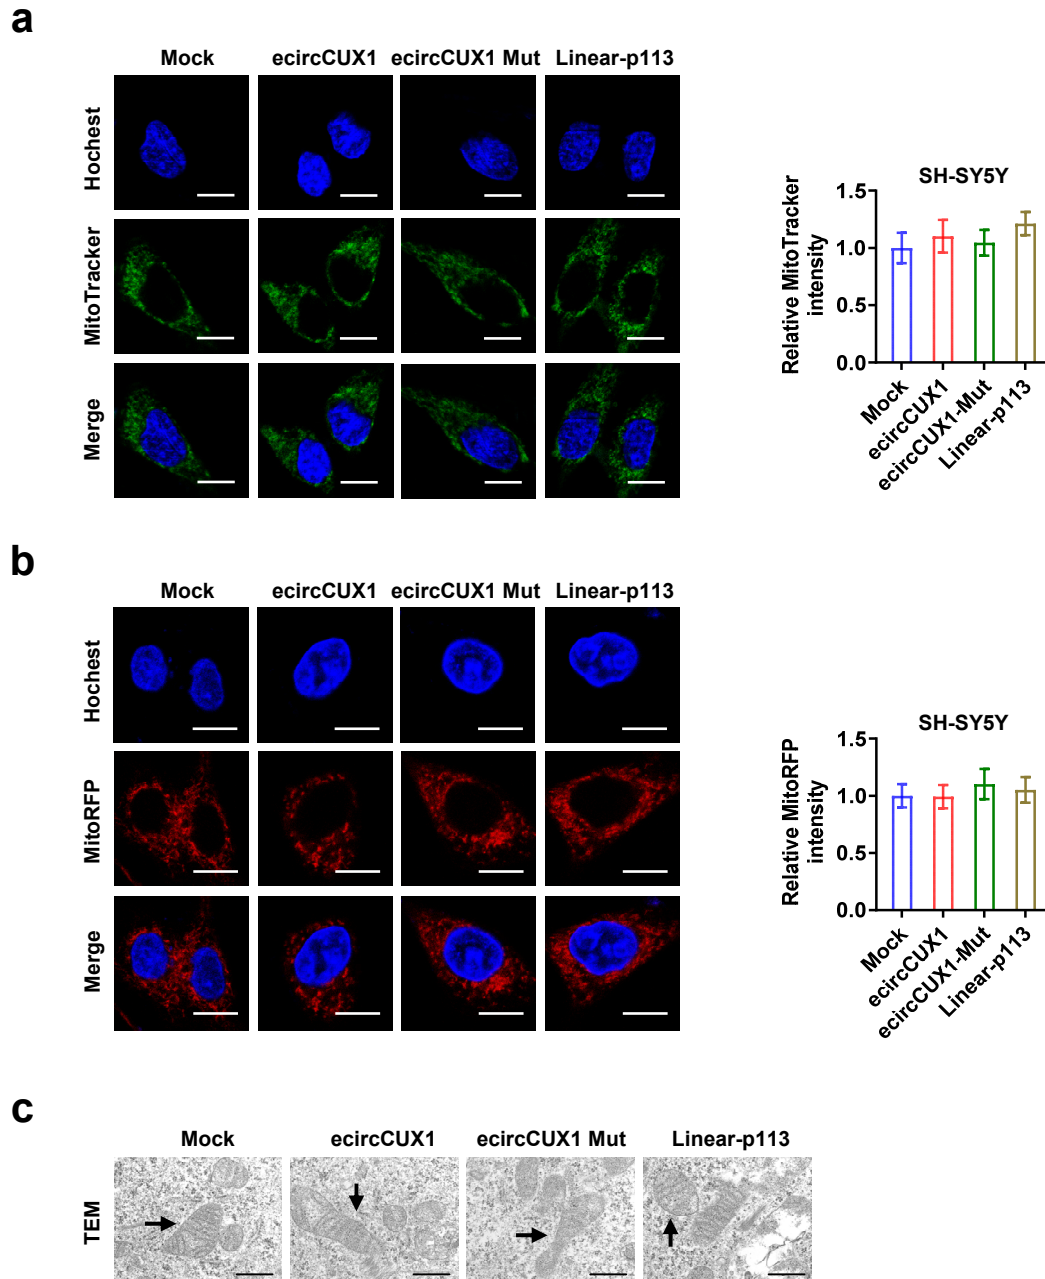 a
Mock ecircCUX1 ecircCUX1 Mut Linear-p113
Hochest
MitoTracker
Merge
SH-SY5Y
Relative MitoTracker
intensity
1.5
1.0
0.5
0.0
Mock
ecircCUX1
ecircCUX1-Mut
Linear-p113
b
Mock ecircCUX1 ecircCUX1 Mut Linear-p113
Hochest
MitoRFP
Merge
SH-SY5Y
Relative MitoRFP
intensity
1.5
1.0
0.5
0.0
Mock
ecircCUX1
ecircCUX1-Mut
Linear-p113
c
Mock ecircCUX1 ecircCUX1 Mut Linear-p113
TEM